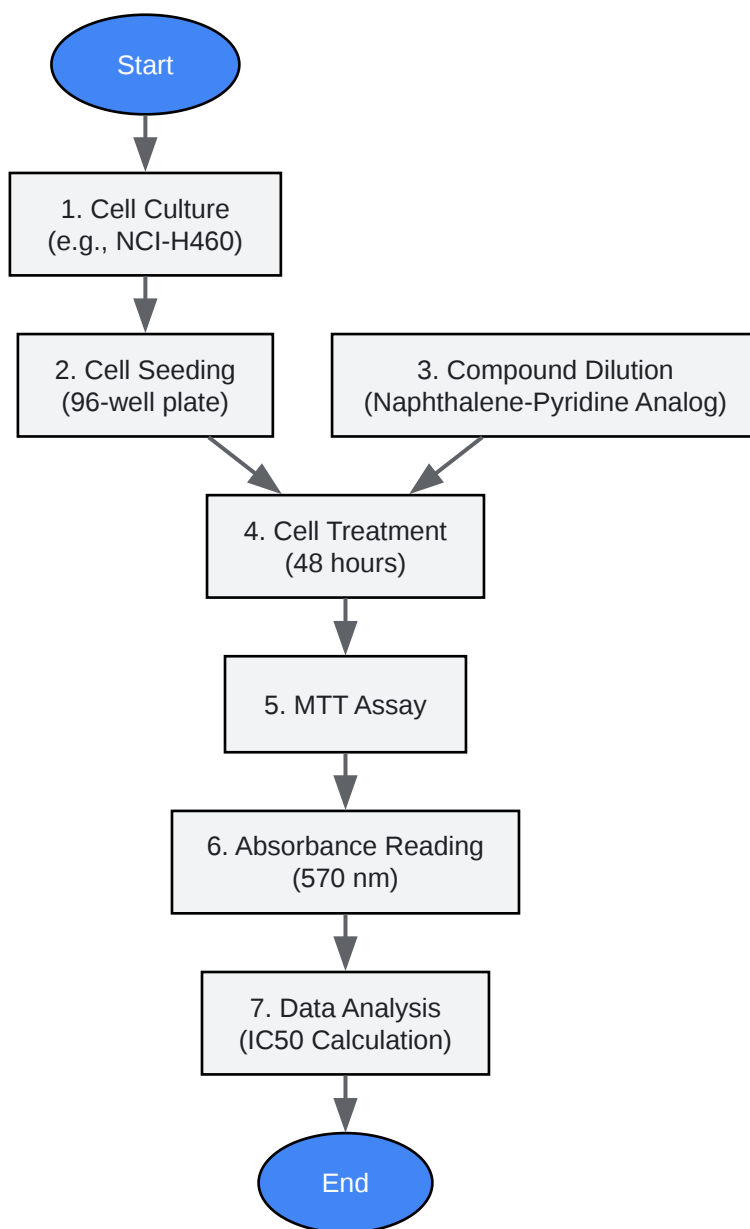 Start
1. Cell Culture
(e.g., NCI-H460)
2. Cell Seeding
(96-well plate)
3. Compound Dilution
(Naphthalene-Pyridine Analog)
4. Cell Treatment
(48 hours)
5. MTT Assay
6. Absorbance Reading
(570 nm)
7. Data Analysis
(IC50 Calculation)
End